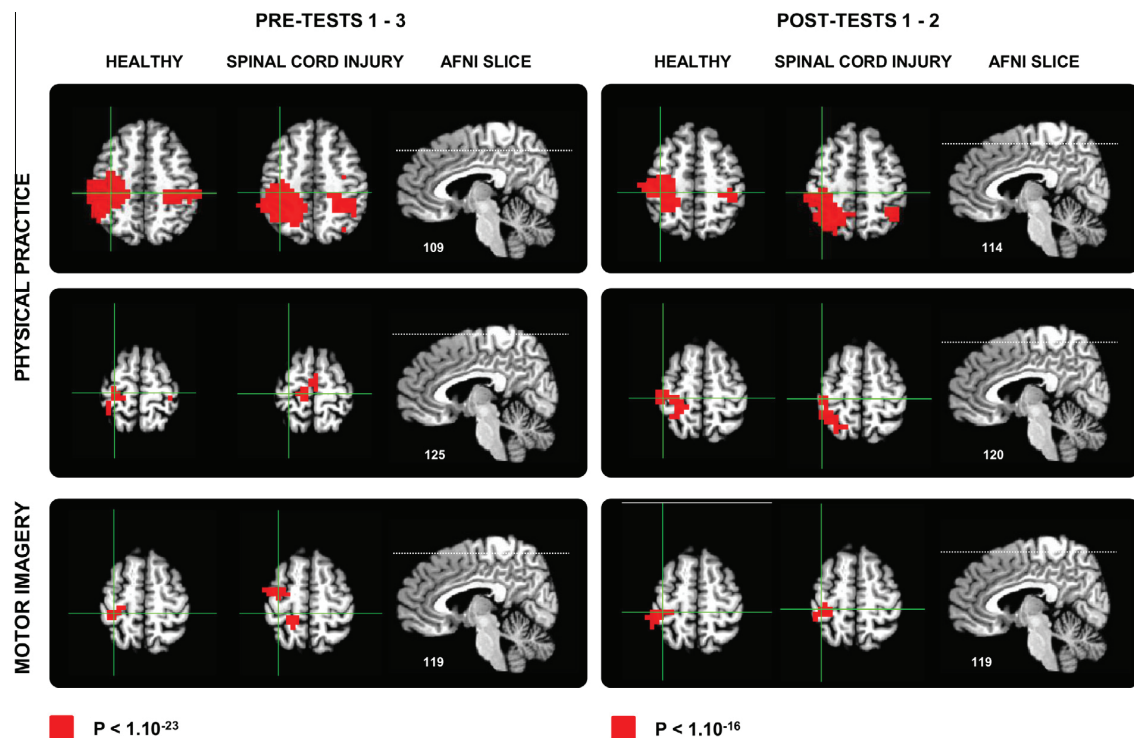 PRE-TESTS 1 - 3
POST-TESTS 1 - 2
HEALTHY SPINAL CORD INJURY AFNI SLICE
HEALTHY SPINAL CORD INJURY AFNI SLICE
PHYSICAL PRACTICE
109
114
125
120
MOTOR IMAGERY
119
119
P < 1.10-23
P < 1.10-16